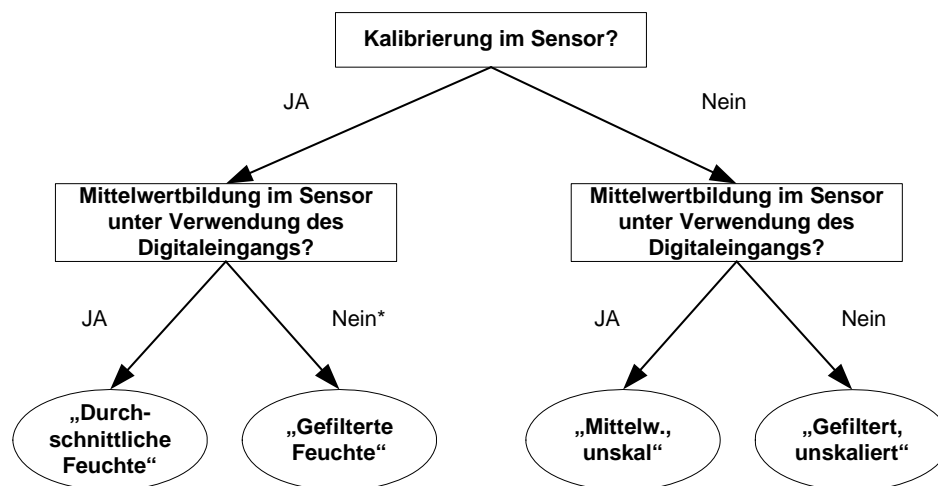 Kalibrierung im Sensor?
JA
Nein
Mittelwertbildung im Sensor
unter Verwendung des
Digitaleingangs?
Mittelwertbildung im Sensor
unter Verwendung des
Digitaleingangs?
JA
Nein*
JA
Nein
„Durch-
schnittliche
Feuchte“
„Gefilterte
Feuchte“
„Mittelw.,
unskal“
„Gefiltert,
unskaliert“